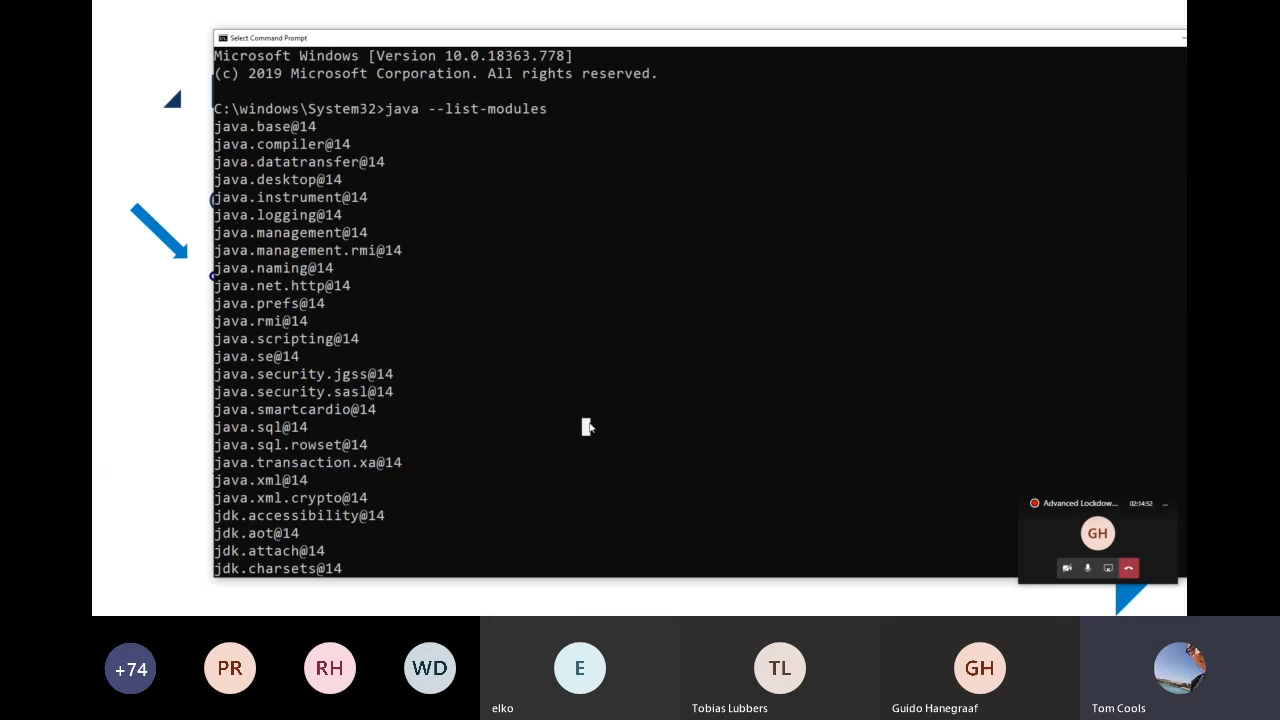 Select Command Prompt
Microsoft Windows [Version 10.0.18363.778]
(c) 2019 Microsoft Corporation. All rights reserved.
C:\windows\System32>java --list-modules
java.base@14
java.compiler@14
java.datatransfer@14
java.desktop@14
java.instrument@14
java.logging@14
java.management@14
java.management.rmi@14
java.naming@14
java.net.http@14
java.prefs@14
java.rmi@14
java.scripting@14
java.se@14
java.security.jgss@14
java.security.sasl@14
java.smartcardio@14
java.sql@14
java.sql.rowset@14
java.transaction.xa@14
java.xml@14
java.xml.crypto@14
jdk.accessibility@14
jdk.aot@14
jdk.attach@14
jdk.charsets@14
Advanced Lockdow... 02:14:52
GH
+74
PR
RH
WD
E
TL
GH
elko
Tobias Lubbers
Guido Hanegraaf
Tom Cools